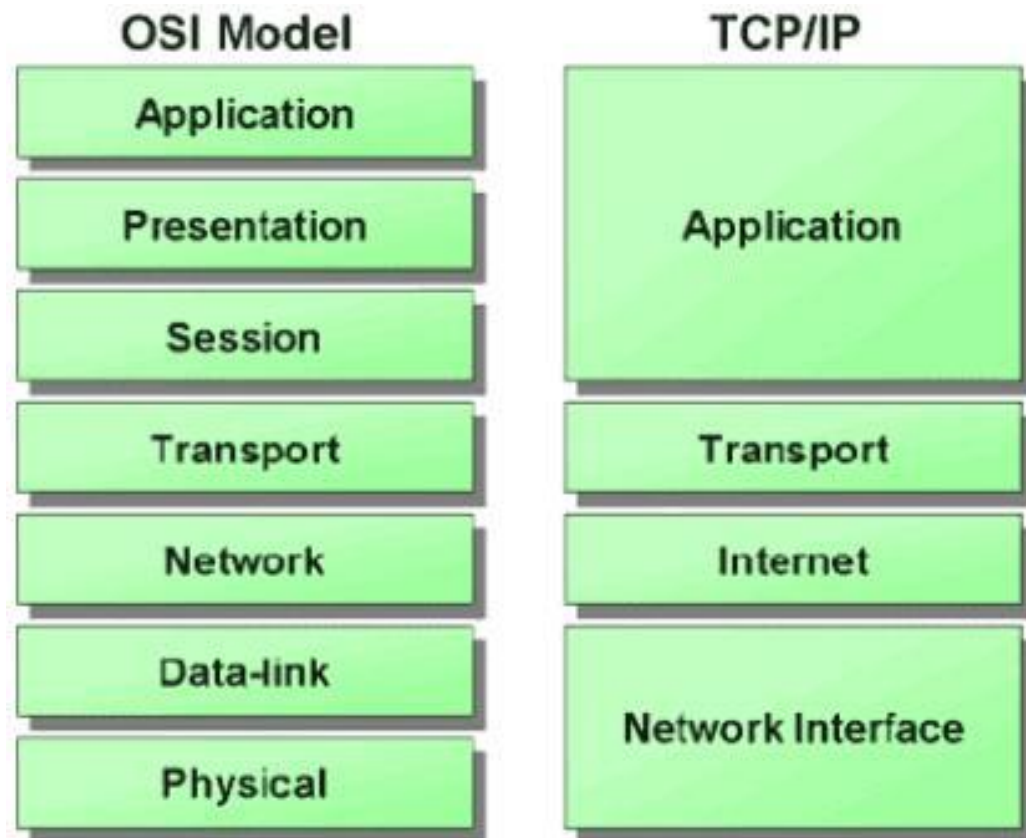 OSI Model
Application
Presentation
Session
Transport
Network
Data-link
Physical
TCP/IP
Application
Transport
Internet
Network Interface